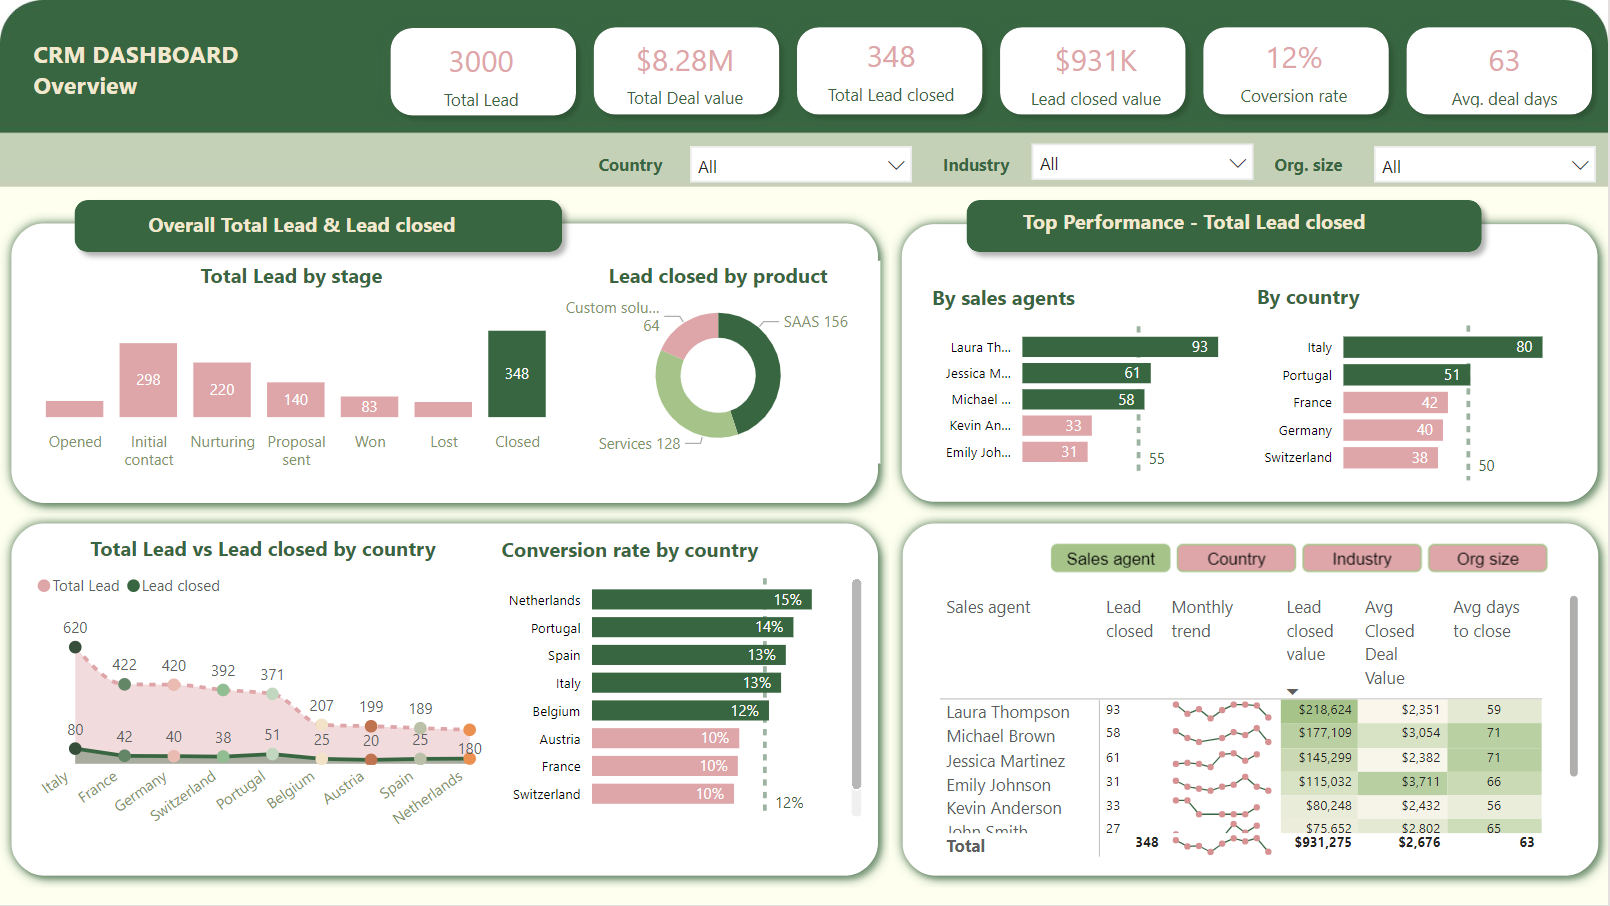 CRM DASHBOARD
Overview
3000
Total Lead
$8.28M
Total Deal value
348
Total Lead closed
$931K
Lead closed value
12%
Coversion rate
63
Avg. deal days
Country
All
Industry
All
Org. size
All
Overall Total Lead & Lead closed
Total Lead by stage
298
220
140
83
348
Opened
Initial
contact
Nurturing
Proposal
sent
Won
Lost
Closed
Lead closed by product
Custom solu...
64
SAAS 156
Services 128
Top Performance - Total Lead closed
By sales agents
Laura Th...
93
Jessica M...
61
Michael ...
58
Kevin An...
33
Emily Joh...
31
55
By country
Italy
80
Portugal
51
France
42
Germany
40
Switzerland
38
50
Total Lead vs Lead closed by country
Total Lead
Lead closed
620
422
420
392
371
207
199
189
180
80
42
40
38
51
25
20
25
Italy
France
Germany
Switzerland
Portugal
Belgium
Austria
Spain
Netherlands
Conversion rate by country
Netherlands
15%
Portugal
14%
Spain
13%
Italy
13%
Belgium
12%
Austria
10%
France
10%
Switzerland
10%
12%
Sales agent
Country
Industry
Org size
Sales agent
Lead
closed
Monthly
trend
Lead
closed
value
Avg
Closed
Deal
Value
Avg days
to close
Laura Thompson 93 $218,624 $2,351 59
Michael Brown 58 $177,109 $3,054 71
Jessica Martinez 61 $145,299 $2,382 71
Emily Johnson 31 $115,032 $3,711 66
Kevin Anderson 33 $80,248 $2,432 56
John Smith 27 $75,652 $2,802 65
Total 348 $931,275 $2,676 63